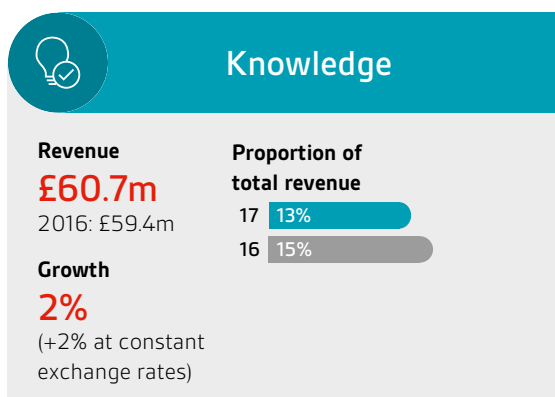 Knowledge
Revenue
£60.7m
2016: £59.4m
Growth
2%
(+2% at constant
exchange rates)
Proportion of
total revenue
17 13%
16 15%